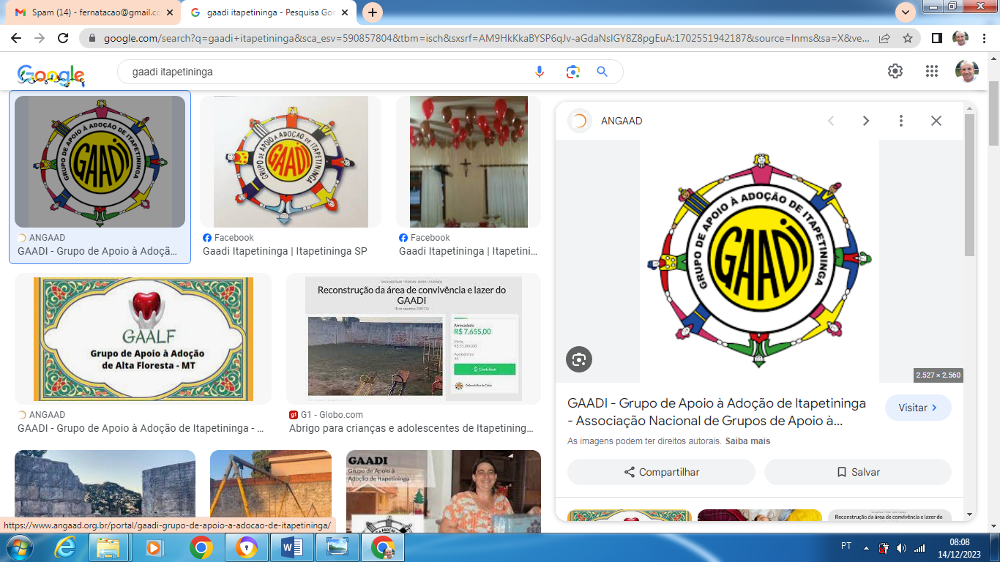 Spam (14) - fernatacao@gmail.co
gaadi itapetininga - Pesquisa Goo
google.com/search?q=gaadi+itapetininga&sca_esv=590857804&tbm=isch&sxsrf=AM9HkKkaBYSP6qJv-aGdaNsIGY8Z8pgEuA:1702551942187&source=lnms&sa=X&ve...
Google
gaadi itapetininga
GRUPO DE APOIO À ADOÇÃO DE ITAPETININGA
GAADI
ANGAAD
GAADI - Grupo de Apoio à Adoçã...
GRUPO DE APOIO À ADOÇÃO DE ITAPETININGA
GAADI
Facebook
Gaadi Itapetininga | Itapetininga SP
Facebook
Gaadi Itapetininga | Itapetini...
GAALF
Grupo de Apoio à Adoção
de Alta Floresta - MT
ANGAAD
GAADI - Grupo de Apoio à Adoção de Itapetininga - ...
Reconstrução da área de convivência e lazer do
GAADI
Arrecadado
R$ 7.655,00
Meta
Apoiadores
Contribuir
G1 - Globo.com
Abrigo para crianças e adolescentes de Itapetining...
GAADI
Grupo de Apoio à
Adoção de Itapetininga
ANGAAD
GRUPO DE APOIO À ADOÇÃO DE ITAPETININGA
GAADI
2.527 × 2.560
GAADI - Grupo de Apoio à Adoção de Itapetininga
- Associação Nacional de Grupos de Apoio à...
Visitar
As imagens podem ter direitos autorais. Saiba mais
Compartilhar
Salvar
Reconstrução da área de convivência e lazer do
https://www.angaad.org.br/portal/gaadi-grupo-de-apoio-a-adocao-de-itapetininga/
PT
08:08
14/12/2023